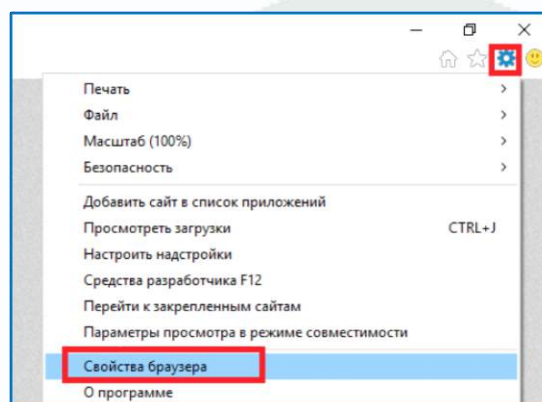 Печать
Файл
Масштаб (100%)
Безопасность
Добавить сайт в список приложений
Просмотреть загрузки CTRL+J
Настроить надстройки
Средства разработчика F12
Перейти к закрепленным сайтам
Параметры просмотра в режиме совместимости
Свойства браузера
О программе